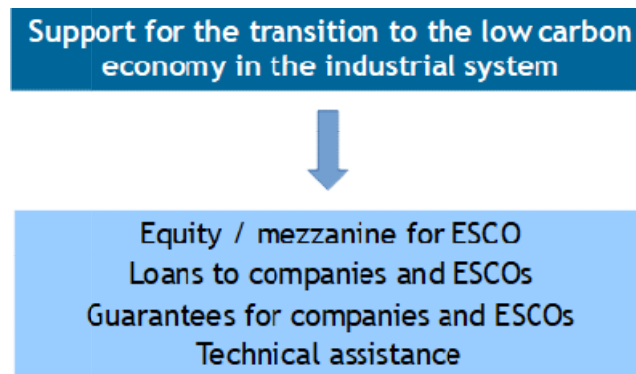 Support for the transition to the low carbon
economy in the industrial system
Equity / mezzanine for ESCO
Loans to companies and ESCOs
Guarantees for companies and ESCOs
Technical assistance